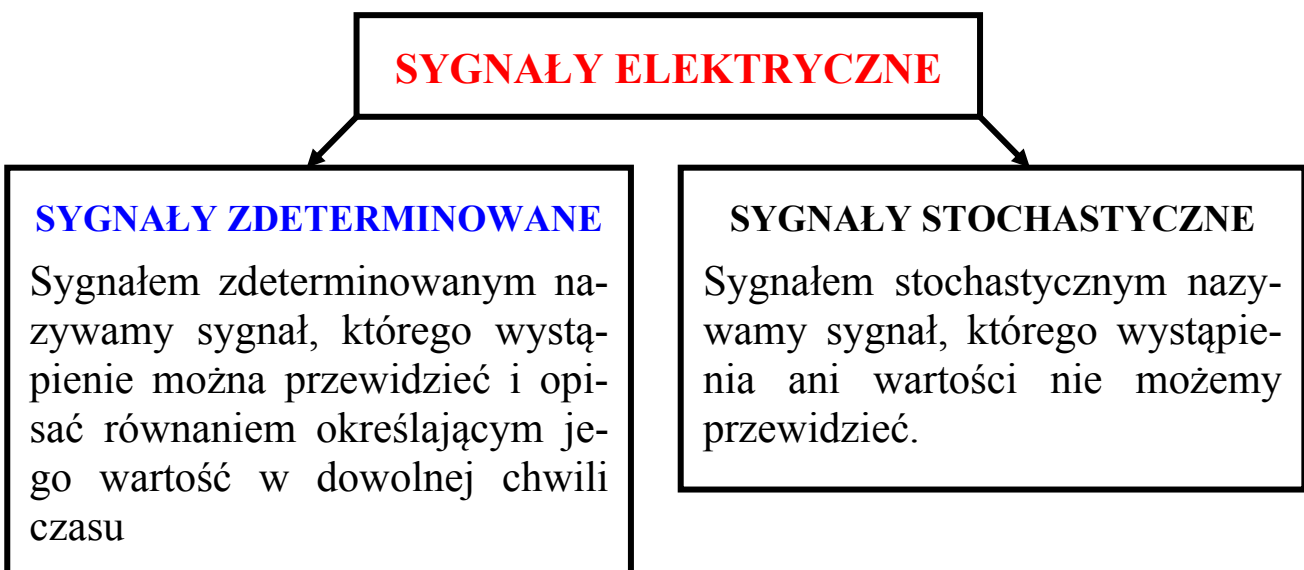 SYGNAŁY ELEKTRYCZNE
SYGNAŁY ZDETERMINOWANE
Sygnałem zdeterminowanym na-
zywamy sygnał, którego wystą-
pienie można przewidzieć i opi-
sać równaniem określającym je-
go wartość w dowolnej chwili
czasu
SYGNAŁY STOCHASTYCZNE
Sygnałem stochastycznym nazy-
wamy sygnał, którego wystąpie-
nia ani wartości nie możemy
przewidzieć.